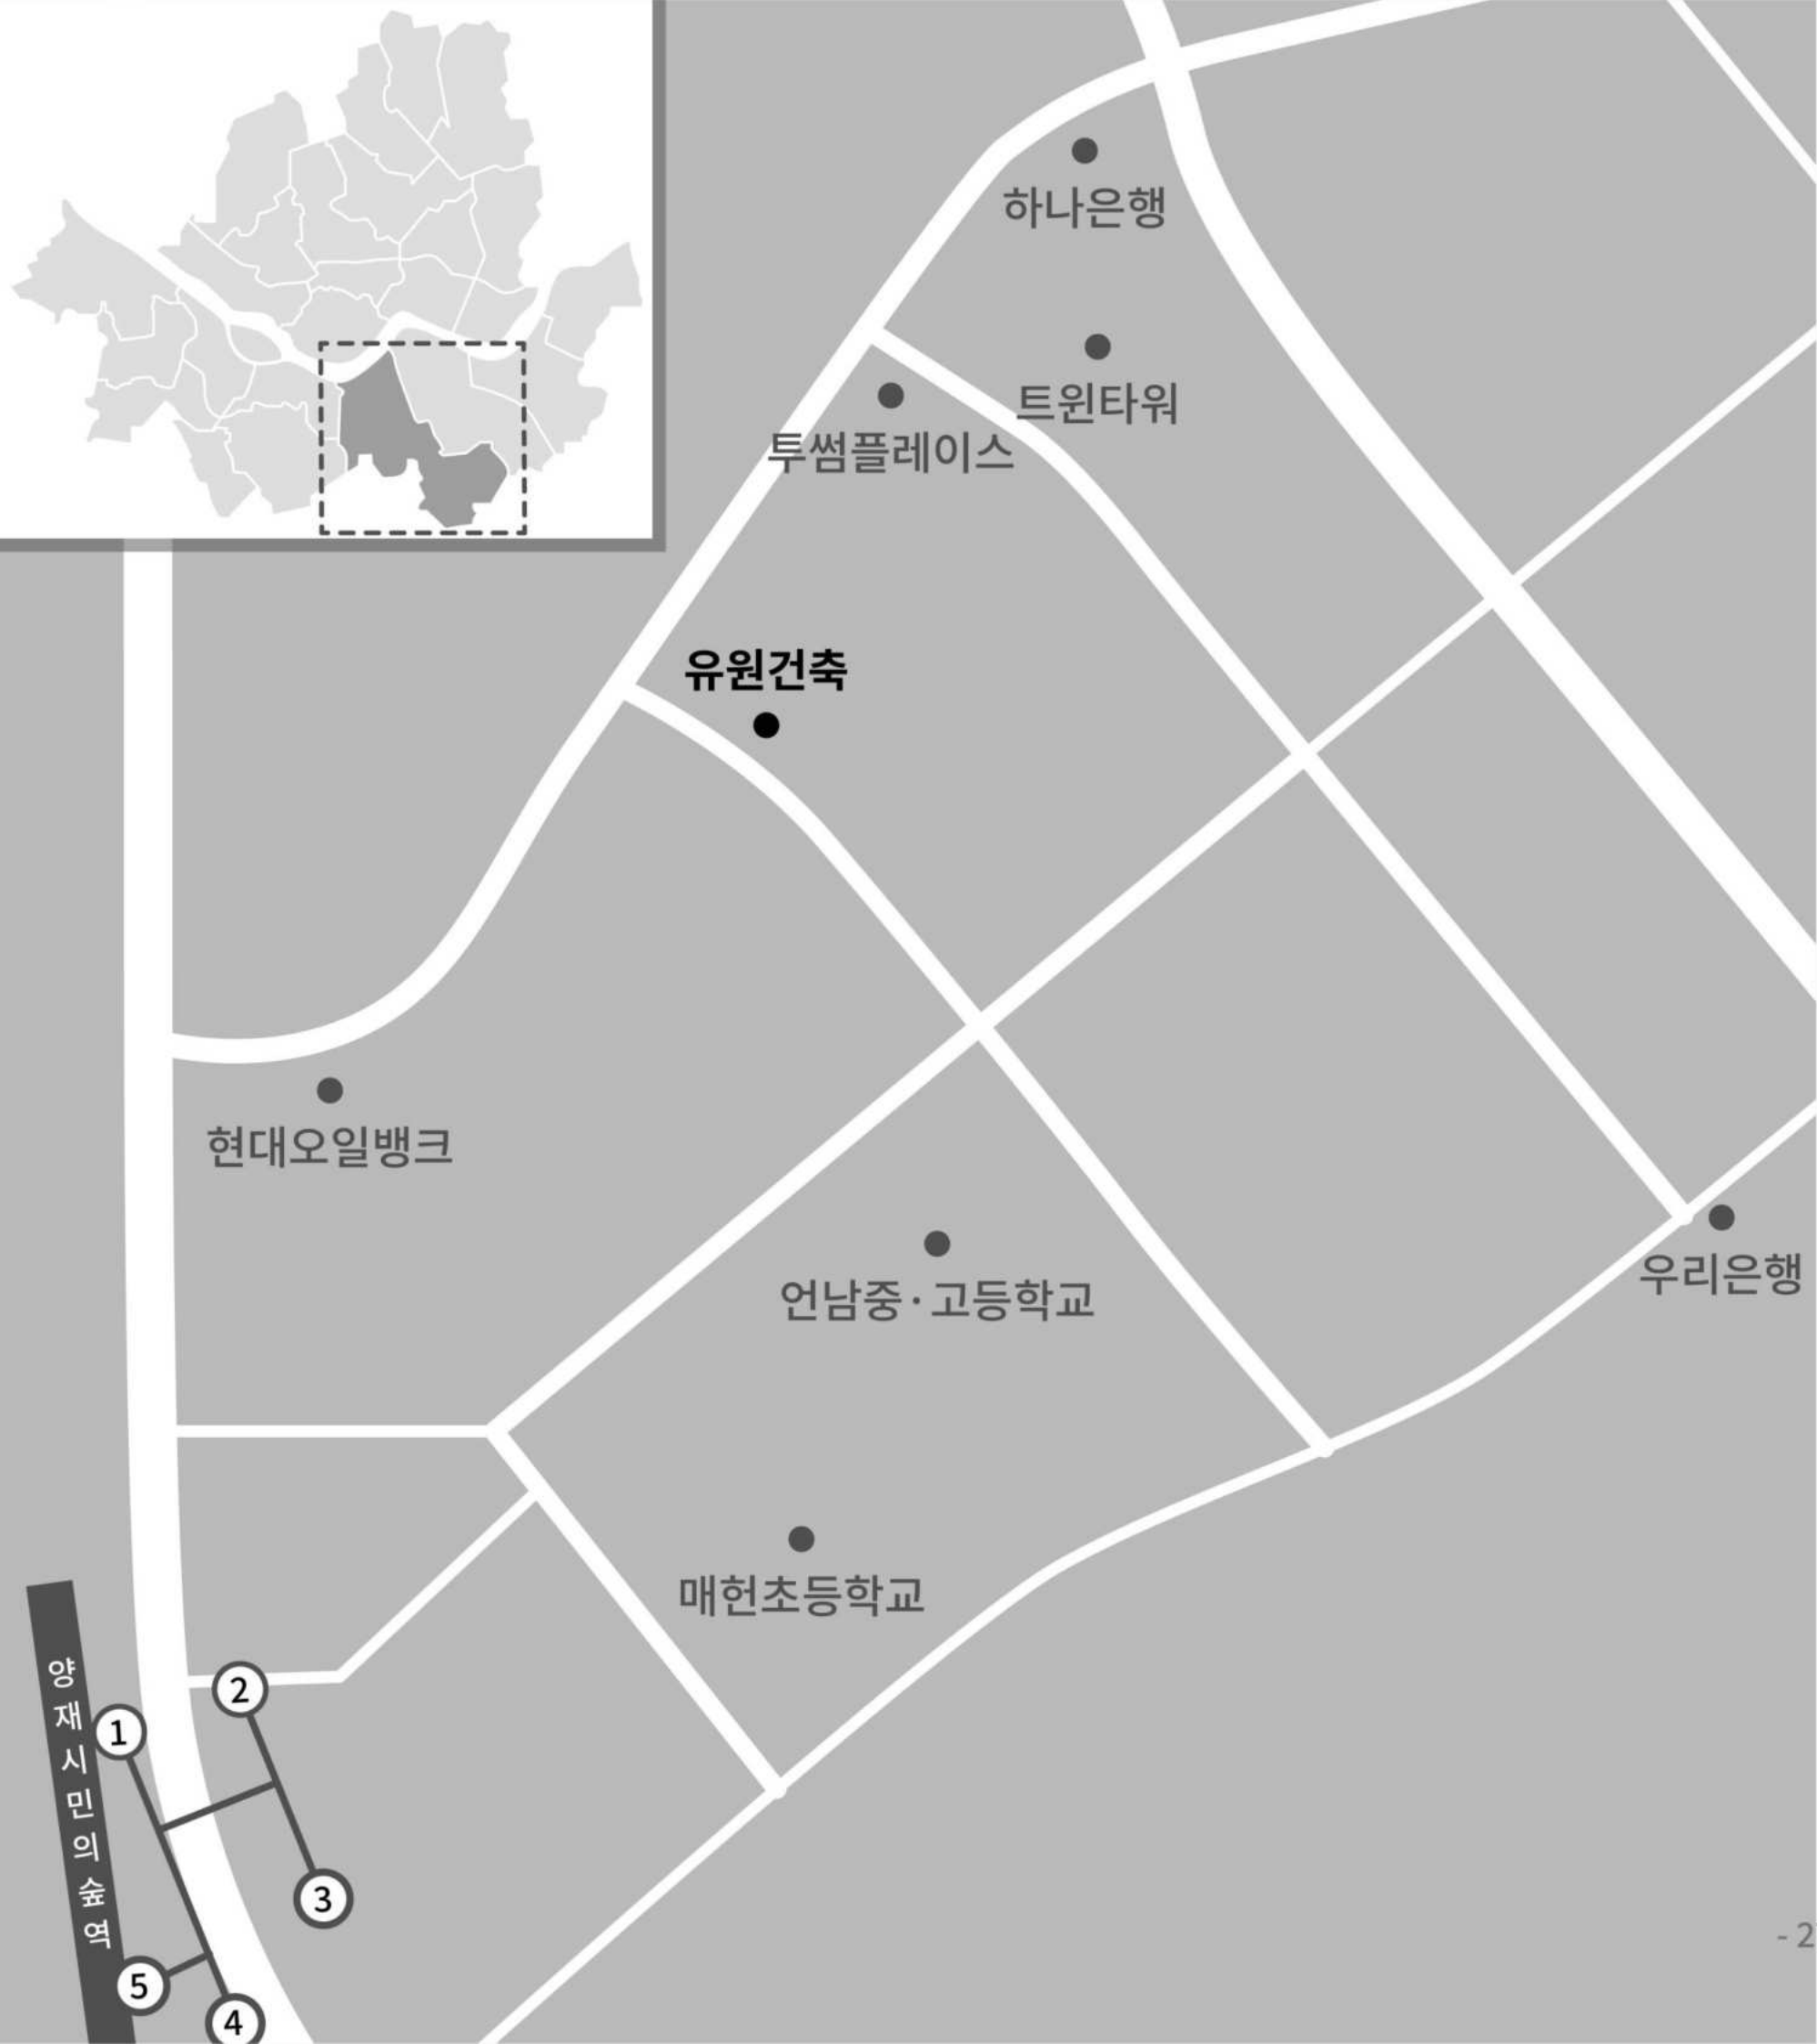 하나은행
트윈타워
투썸플레이스
유원건축
현대오일뱅크
언남중·고등학교
우리은행
매헌초등학교
양재시민의숲역
1
2
3
4
5
- 2